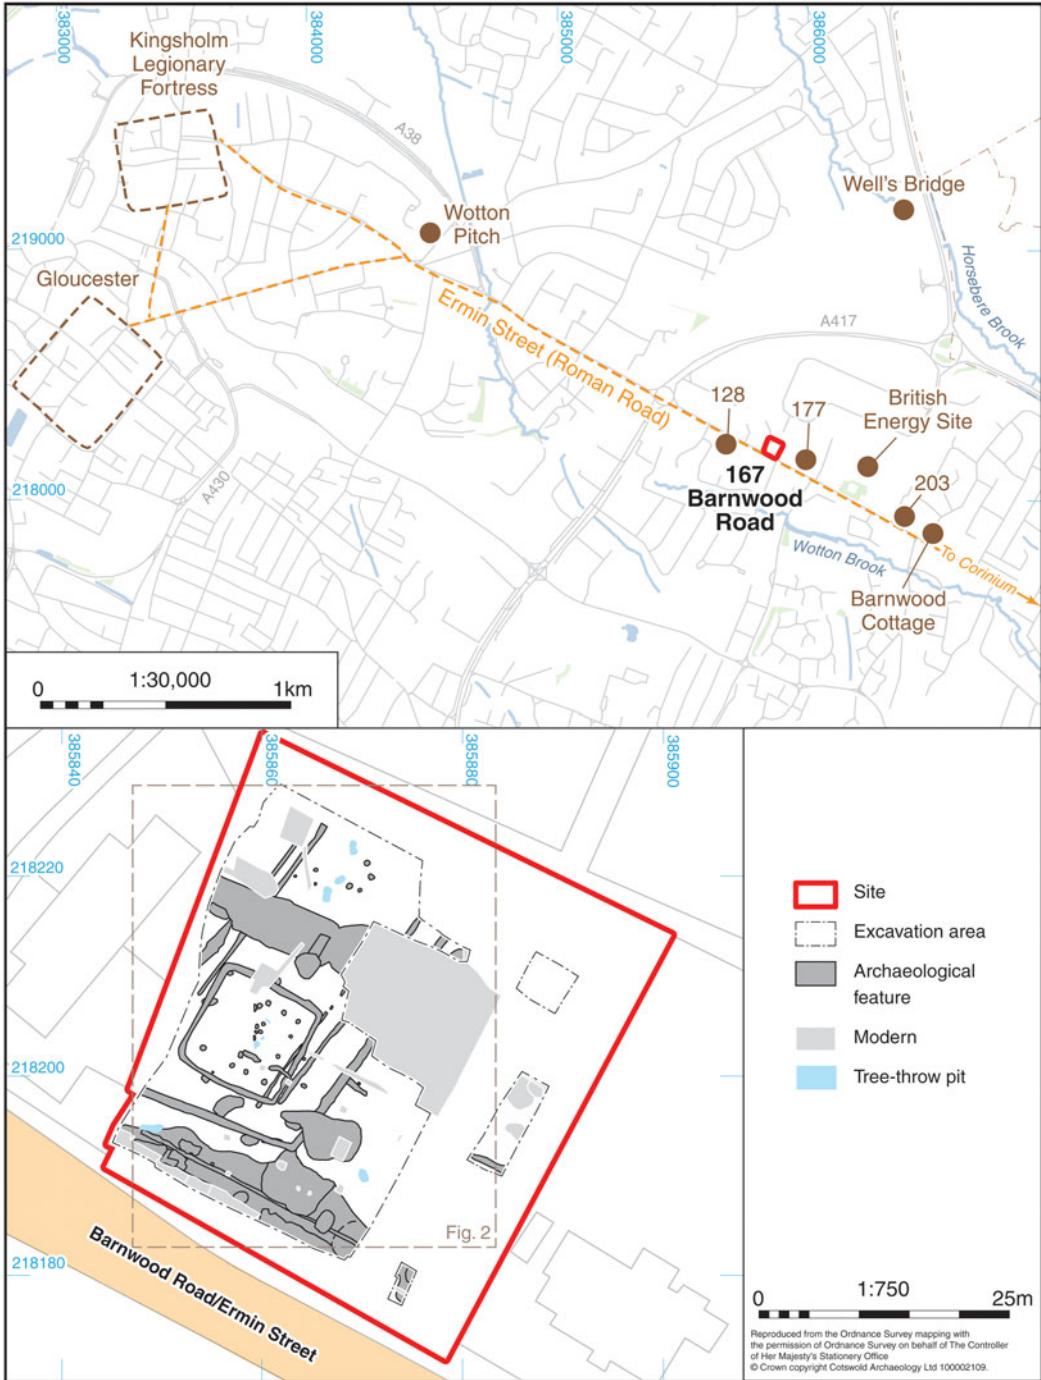 383000
384000
385000
386000
Kingsholm
Legionary
Fortress
A38
Well's Bridge
Wotton
Pitch
219000
Horsebere Brook
Gloucester
Ermin Street (Roman Road)
A417
British
Energy Site
128
177
203
167
Barnwood
Road
A430
218000
Wotton Brook
To Corinium
Barnwood
Cottage
0
1:30,000
1km
385840
385860
385880
385900
218220
218200
218180
Fig. 2
Barnwood Road/Ermin Street
Site
Excavation area
Archaeological
feature
Modern
Tree-throw pit
0
1:750
25m
Reproduced from the Ordnance Survey mapping with
the permission of Ordnance Survey on behalf of The Controller
of Her Majesty's Stationery Office
© Crown copyright Cotswold Archaeology Ltd 100002109.